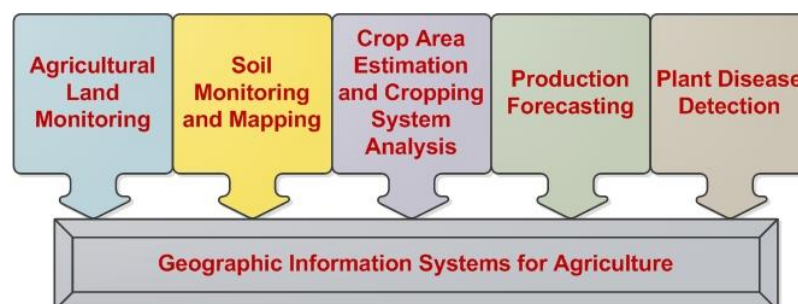 Agricultural
Land
Monitoring
Soil
Monitoring
and Mapping
Crop Area
Estimation
and Cropping
System
Analysis
Production
Forecasting
Plant Disease
Detection
Geographic Information Systems for Agriculture